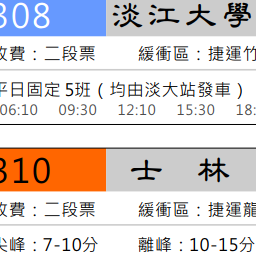 308 淡江大學
收費：二段票 緩衝區：捷運竹
平日固定 5班（均由淡大站發車）
06:10 09:30 12:10 15:30 18:
310 士 林
收費：二段票 緩衝區：捷運龍
尖峰：7-10分 離峰：10-15分